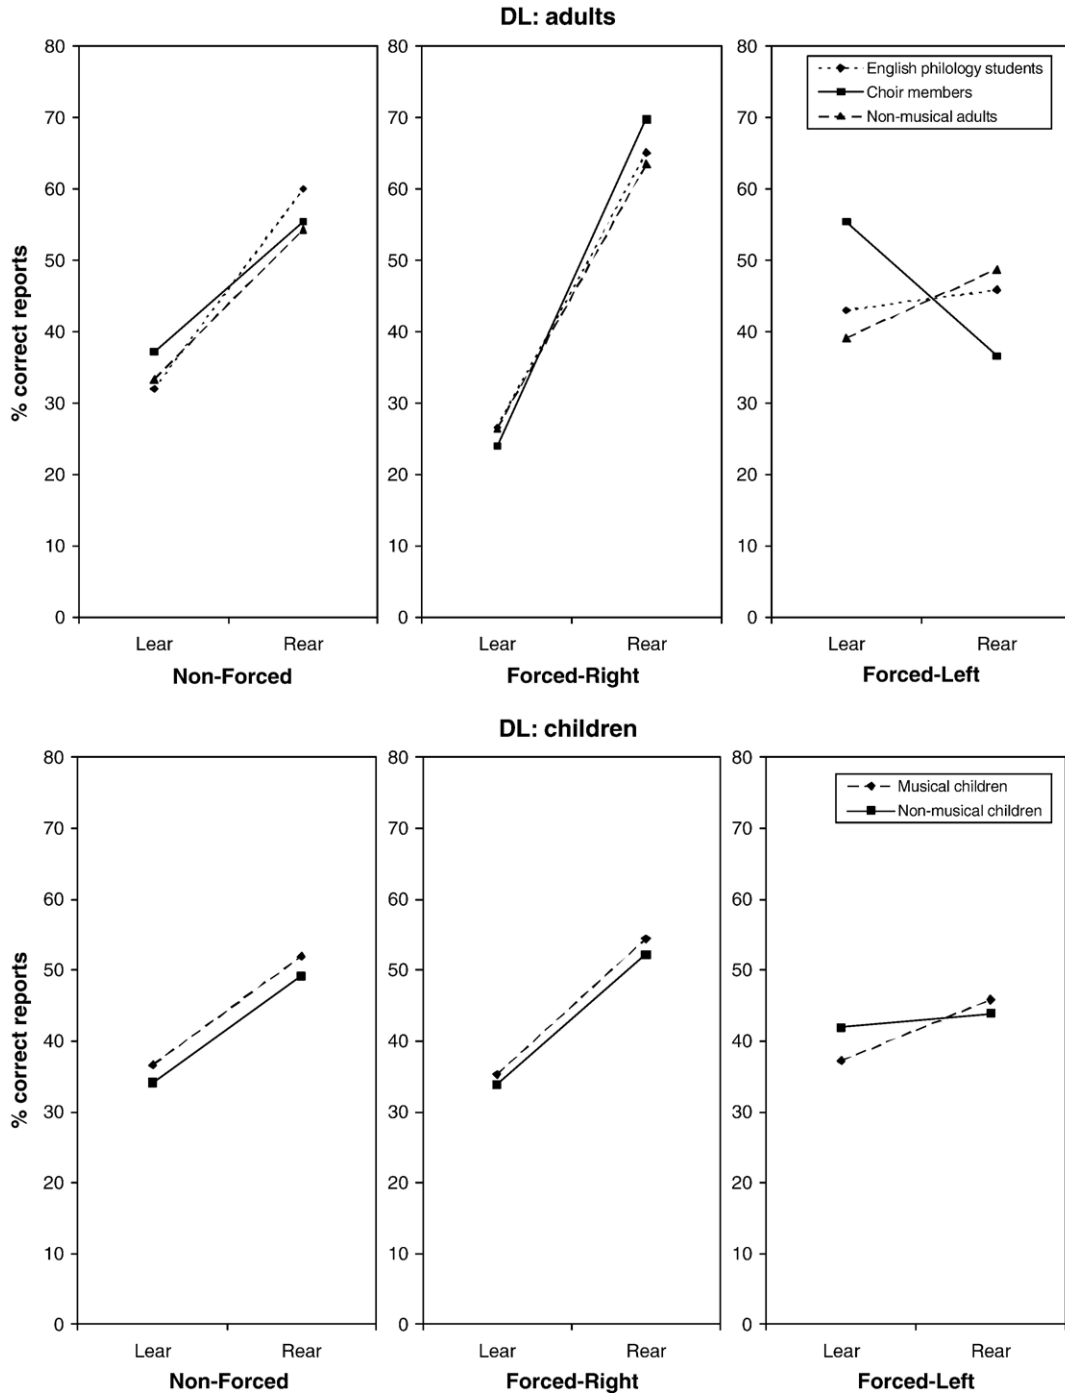 DL: adults
% correct reports
80
70
60
50
40
30
20
10
0
Lear Rear
Non-Forced
80
70
60
50
40
30
20
10
0
Lear Rear
Forced-Right
80
70
60
50
40
30
20
10
0
English philology students
Choir members
Non-musical adults
Lear Rear
Forced-Left
DL: children
% correct reports
80
70
60
50
40
30
20
10
0
Lear Rear
Non-Forced
80
70
60
50
40
30
20
10
0
Lear Rear
Forced-Right
80
70
60
50
40
30
20
10
0
Musical children
Non-musical children
Lear Rear
Forced-Left